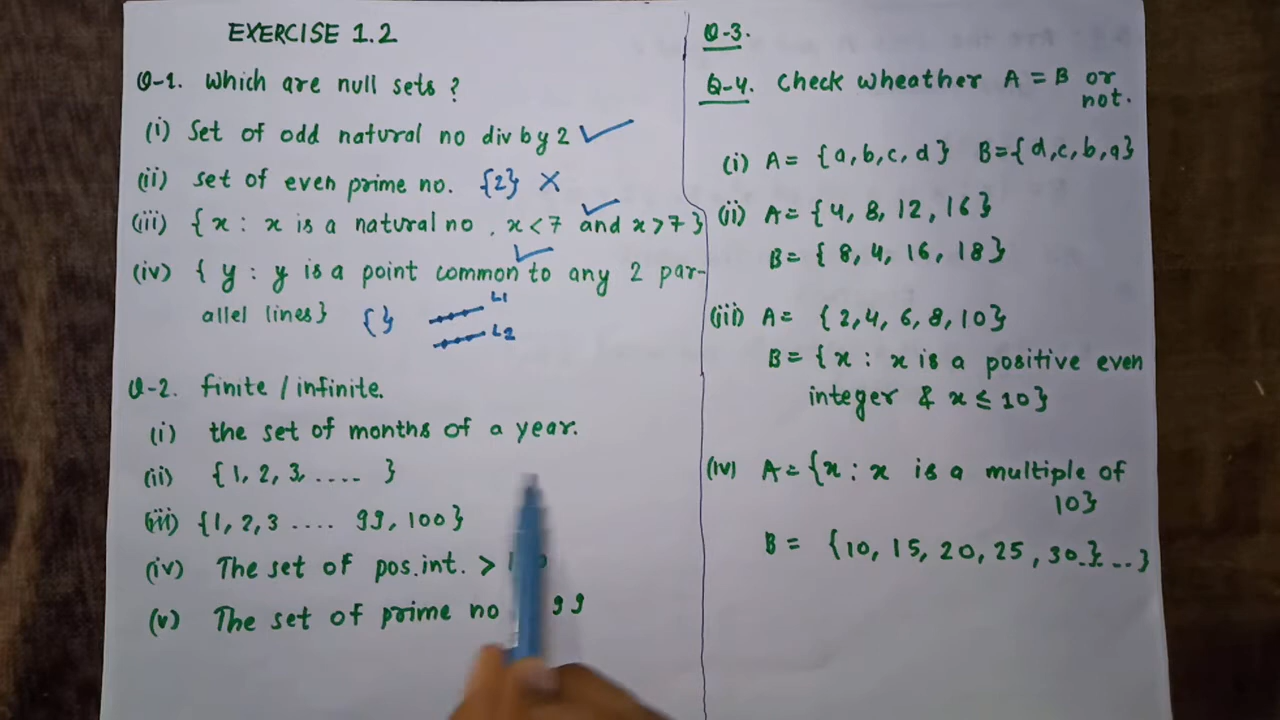 EXERCISE 1.2
Q-1. Which are null sets ?
(i) Set of odd natural no div by 2 ✓
(ii) set of even prime no. {2} ✗
(iii) { x : x is a natural no , x < 7 and x > 7 } ✓
(iv) { y : y is a point common to any 2 par- ✓
allel lines} {}
L1
L2
Q-2. finite / infinite.
(i) the set of months of a year.
(ii) {1, 2, 3, ..... }
(iii) {1, 2, 3 .... 99, 100}
(iv) The set of pos. int. >
(v) The set of prime no 99
Q-3.
Q-4. Check wheather A = B or
not.
(i) A = {a, b, c, d} B={d, c, b, a}
(ii) A = {4, 8, 12, 16}
B = {8, 4, 16, 18}
(iii) A = {2, 4, 6, 8, 10}
B = {x : x is a positive even
integer & x ≤ 10}
(iv) A = {x : x is a multiple of
10}
B = {10, 15, 20, 25, 30..}...}